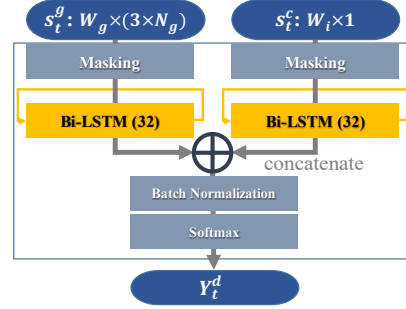 s_t^g: W_g×(3×N_g)
s_t^c: W_i×1
Masking
Masking
Bi-LSTM (32)
Bi-LSTM (32)
concatenate
Batch Normalization
Softmax
Y_t^d